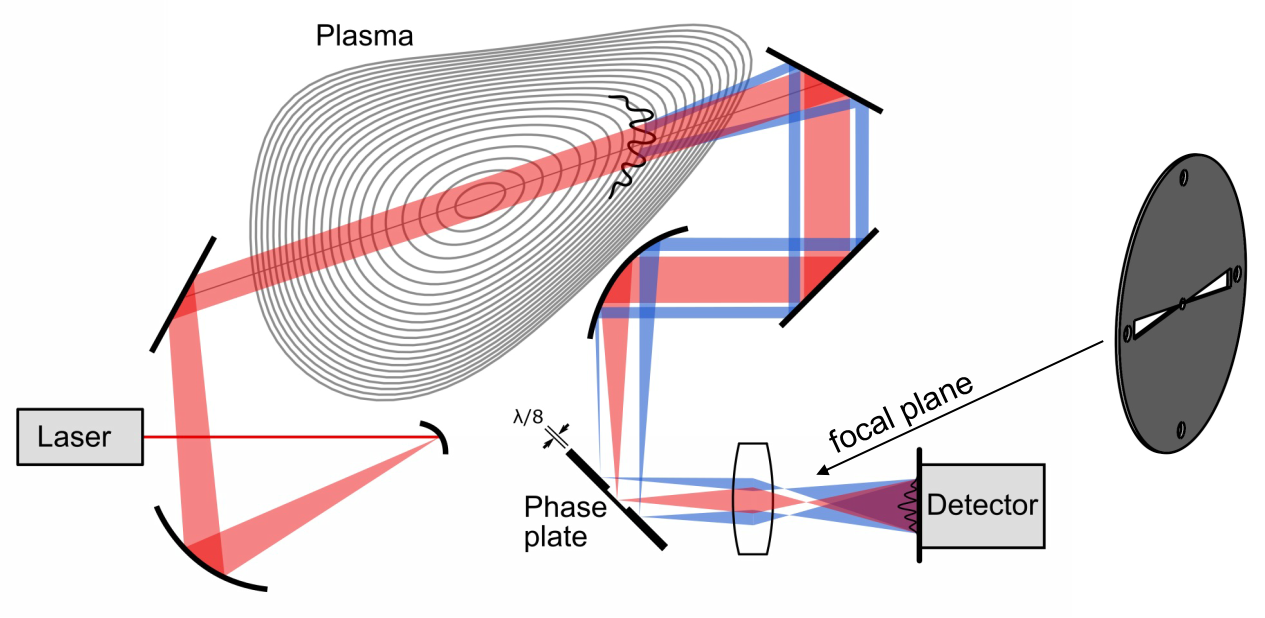 Plasma
Laser
λ/8
Phase
plate
focal plane
Detector